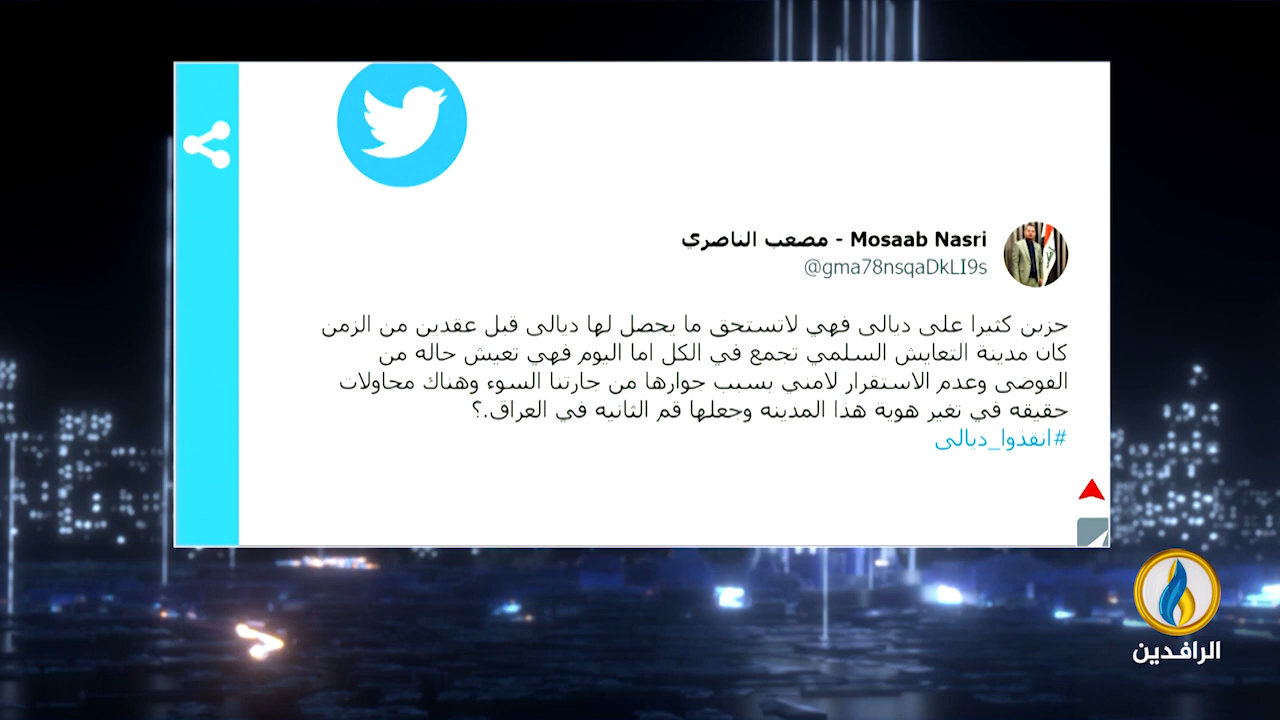 Mosaab Nasri - مصعب الناصري
@gma78nsqaDkLI9s
حزين كثيرا على ديالى فهي لاتستحق ما يحصل لها ديالى قبل عقدين من الزمن
كان مدينة التعايش السلمي تجمع في الكل اما اليوم فهي تعيش حاله من
الفوضى وعدم الاستقرار لامني بسبب جوارها من جارتنا السوء وهناك محاولات
حقيقه في تغير هوية هذا المدينه وجعلها قم الثانيه في العراق.؟
#انقذوا_ديالى
الرافدين